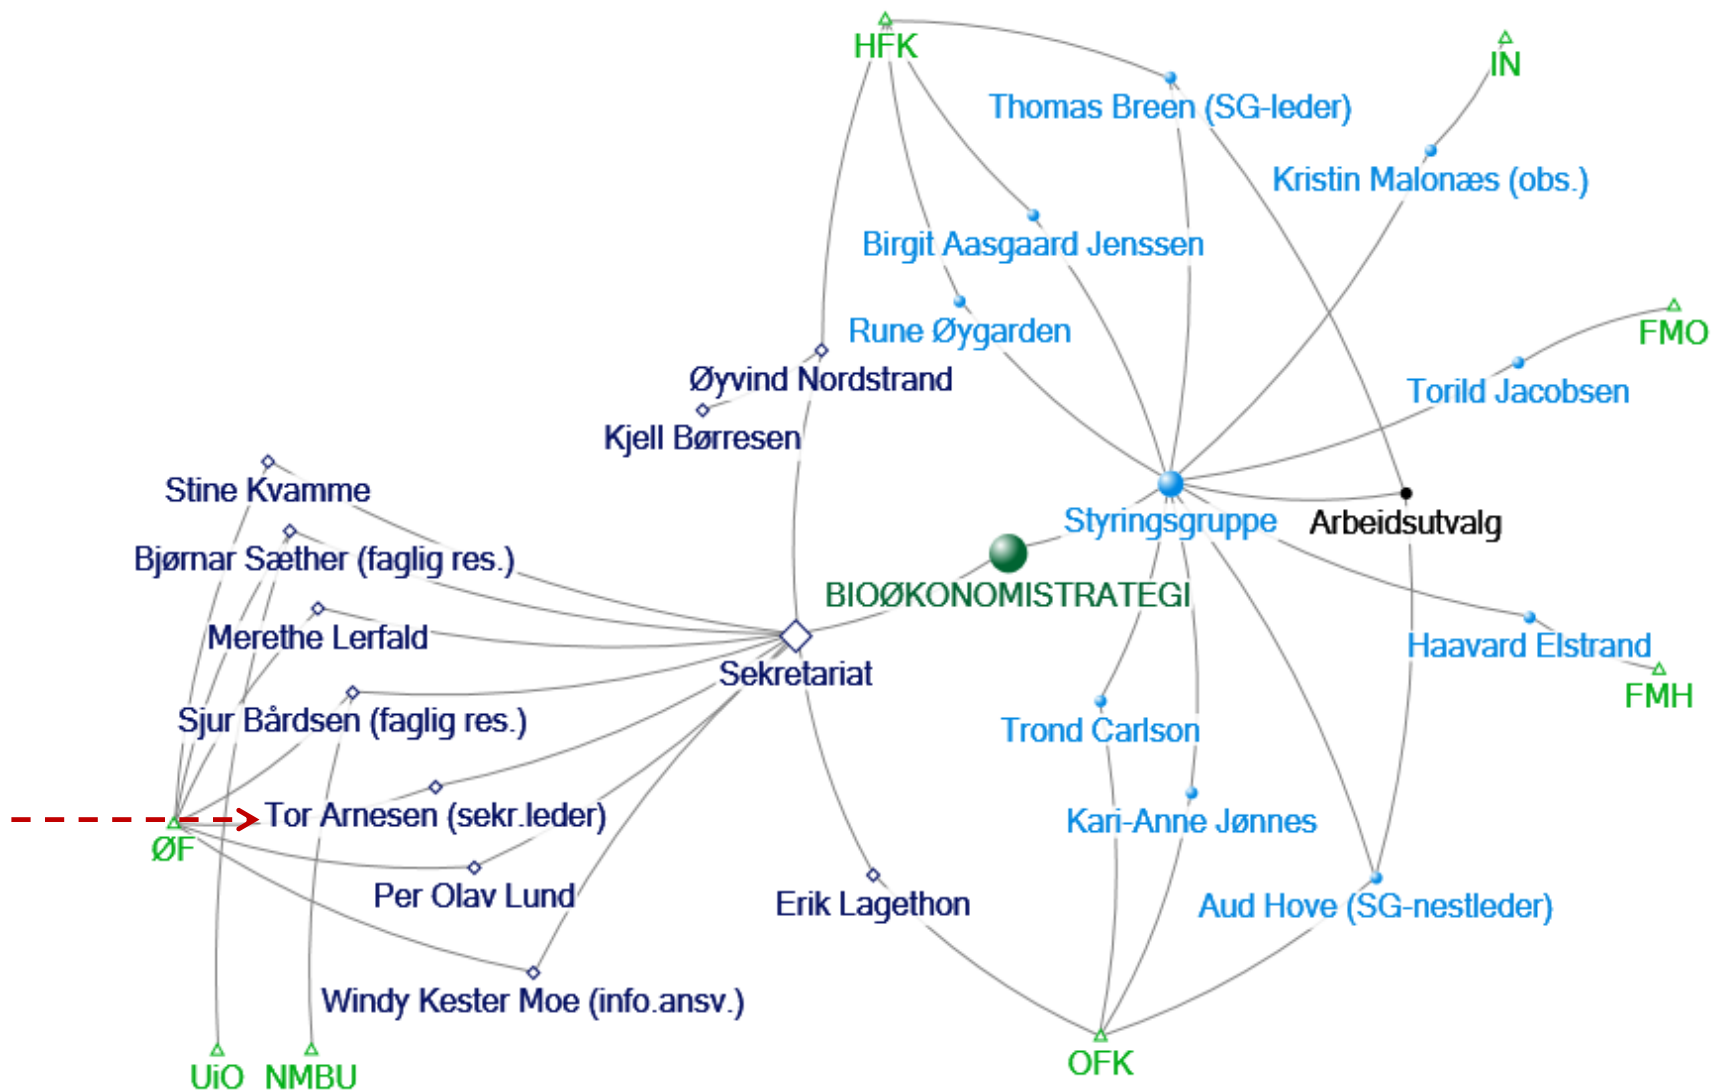 HFK
IN
Thomas Breen (SG-leder)
Kristin Malonæs (obs.)
Birgit Aasgaard Jenssen
Rune Øygarden
FMO
Øyvind Nordstrand
Torild Jacobsen
Kjell Børresen
Stine Kvamme
Styringsgruppe
Arbeidsutvalg
Bjørnar Sæther (faglig res.)
BIOØKONOMISTRATEGI
Merethe Lerfald
Haavard Elstrand
Sekretariat
FMH
Sjur Bårdsen (faglig res.)
Trond Carlson
Tor Arnesen (sekr.leder)
Kari-Anne Jønnes
ØF
Per Olav Lund
Erik Lagethon
Aud Hove (SG-nestleder)
Windy Kester Moe (info.ansv.)
OFK
UiO
NMBU